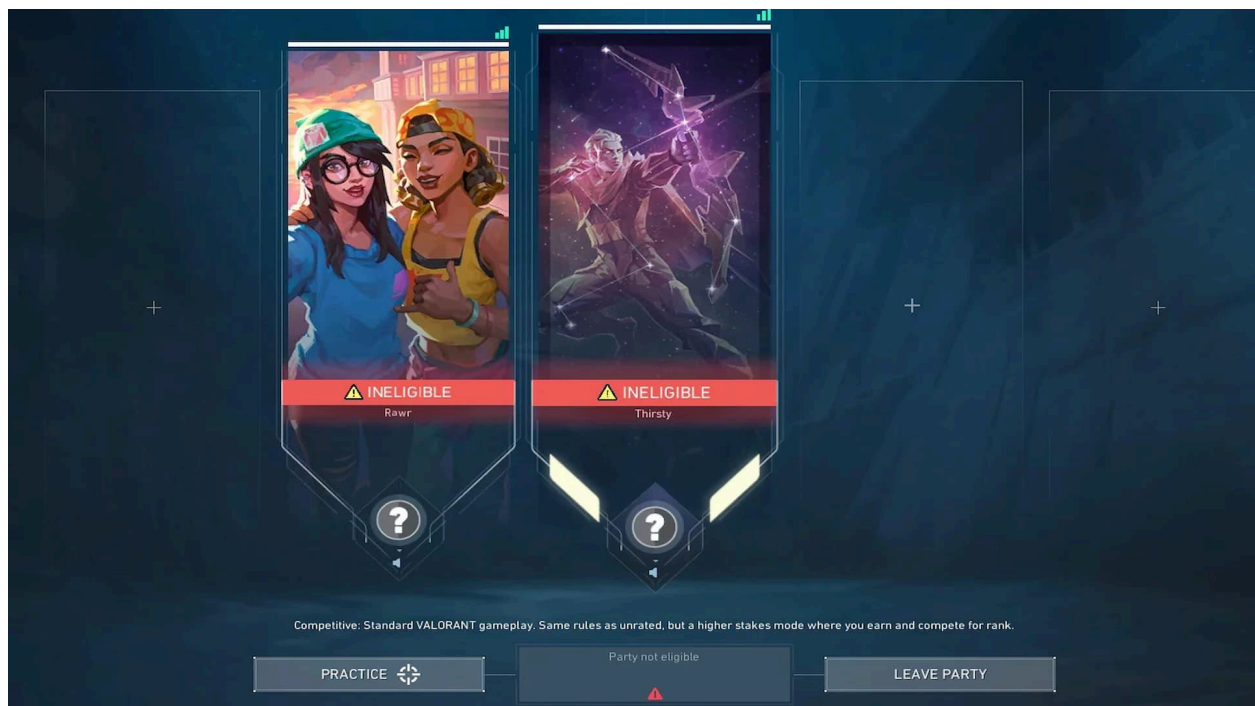 INELIGIBLE
Rawr
INELIGIBLE
Thirsty
?
?
Competitive: Standard VALORANT gameplay. Same rules as unrated, but a higher stakes mode where you earn and compete for rank.
PRACTICE
Party not eligible
LEAVE PARTY